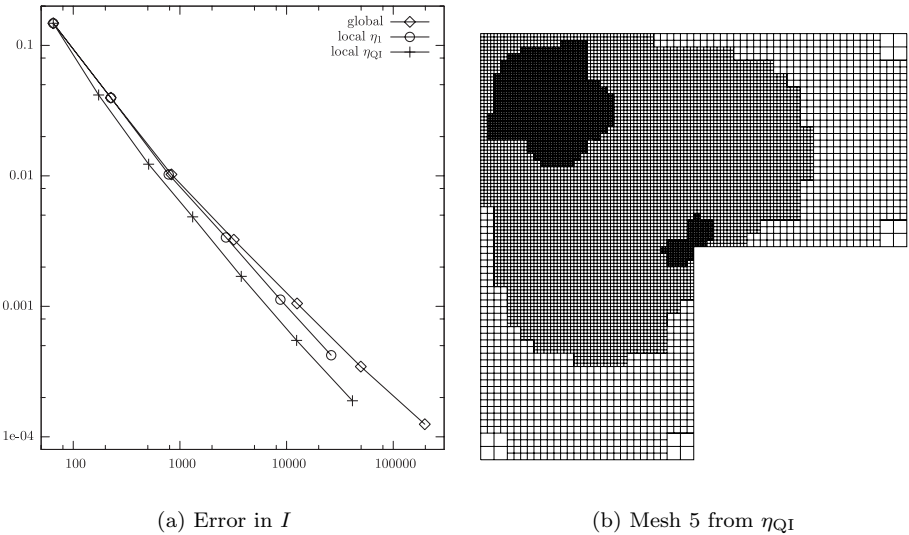 global
local η1
local ηQI
0.1
0.01
0.001
1e-04
100
1000
10000
100000
(a) Error in I
(b) Mesh 5 from ηQI